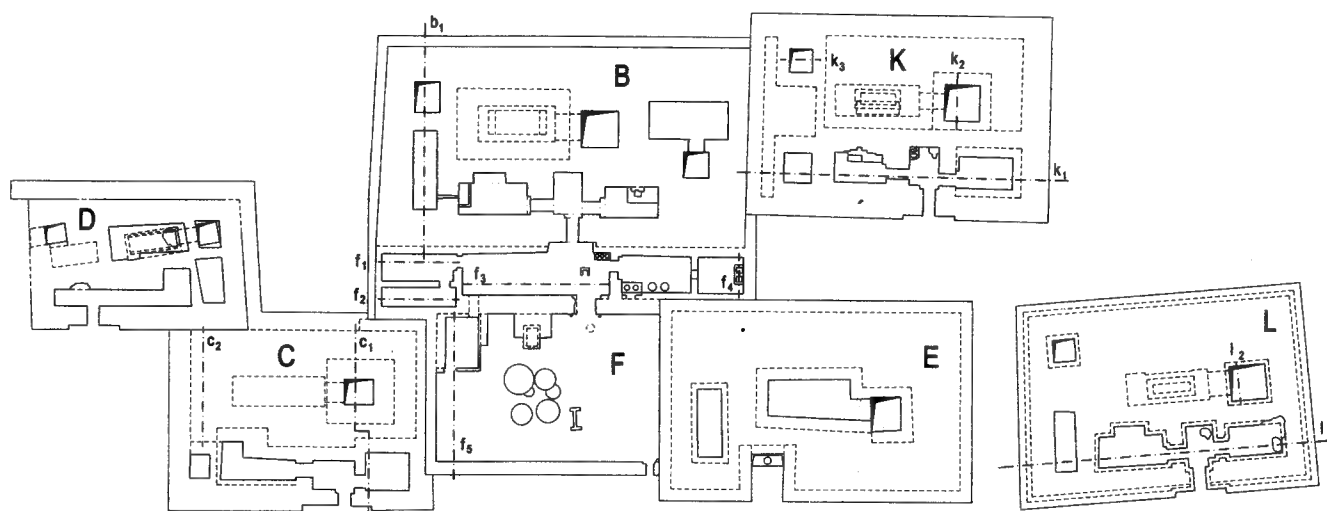 b₁
B
K
k₂
k₃
k₁
D
f₁
f₃
f₄
f₂
L
l₂
c₂
C
c₁
F
E
l
f₅